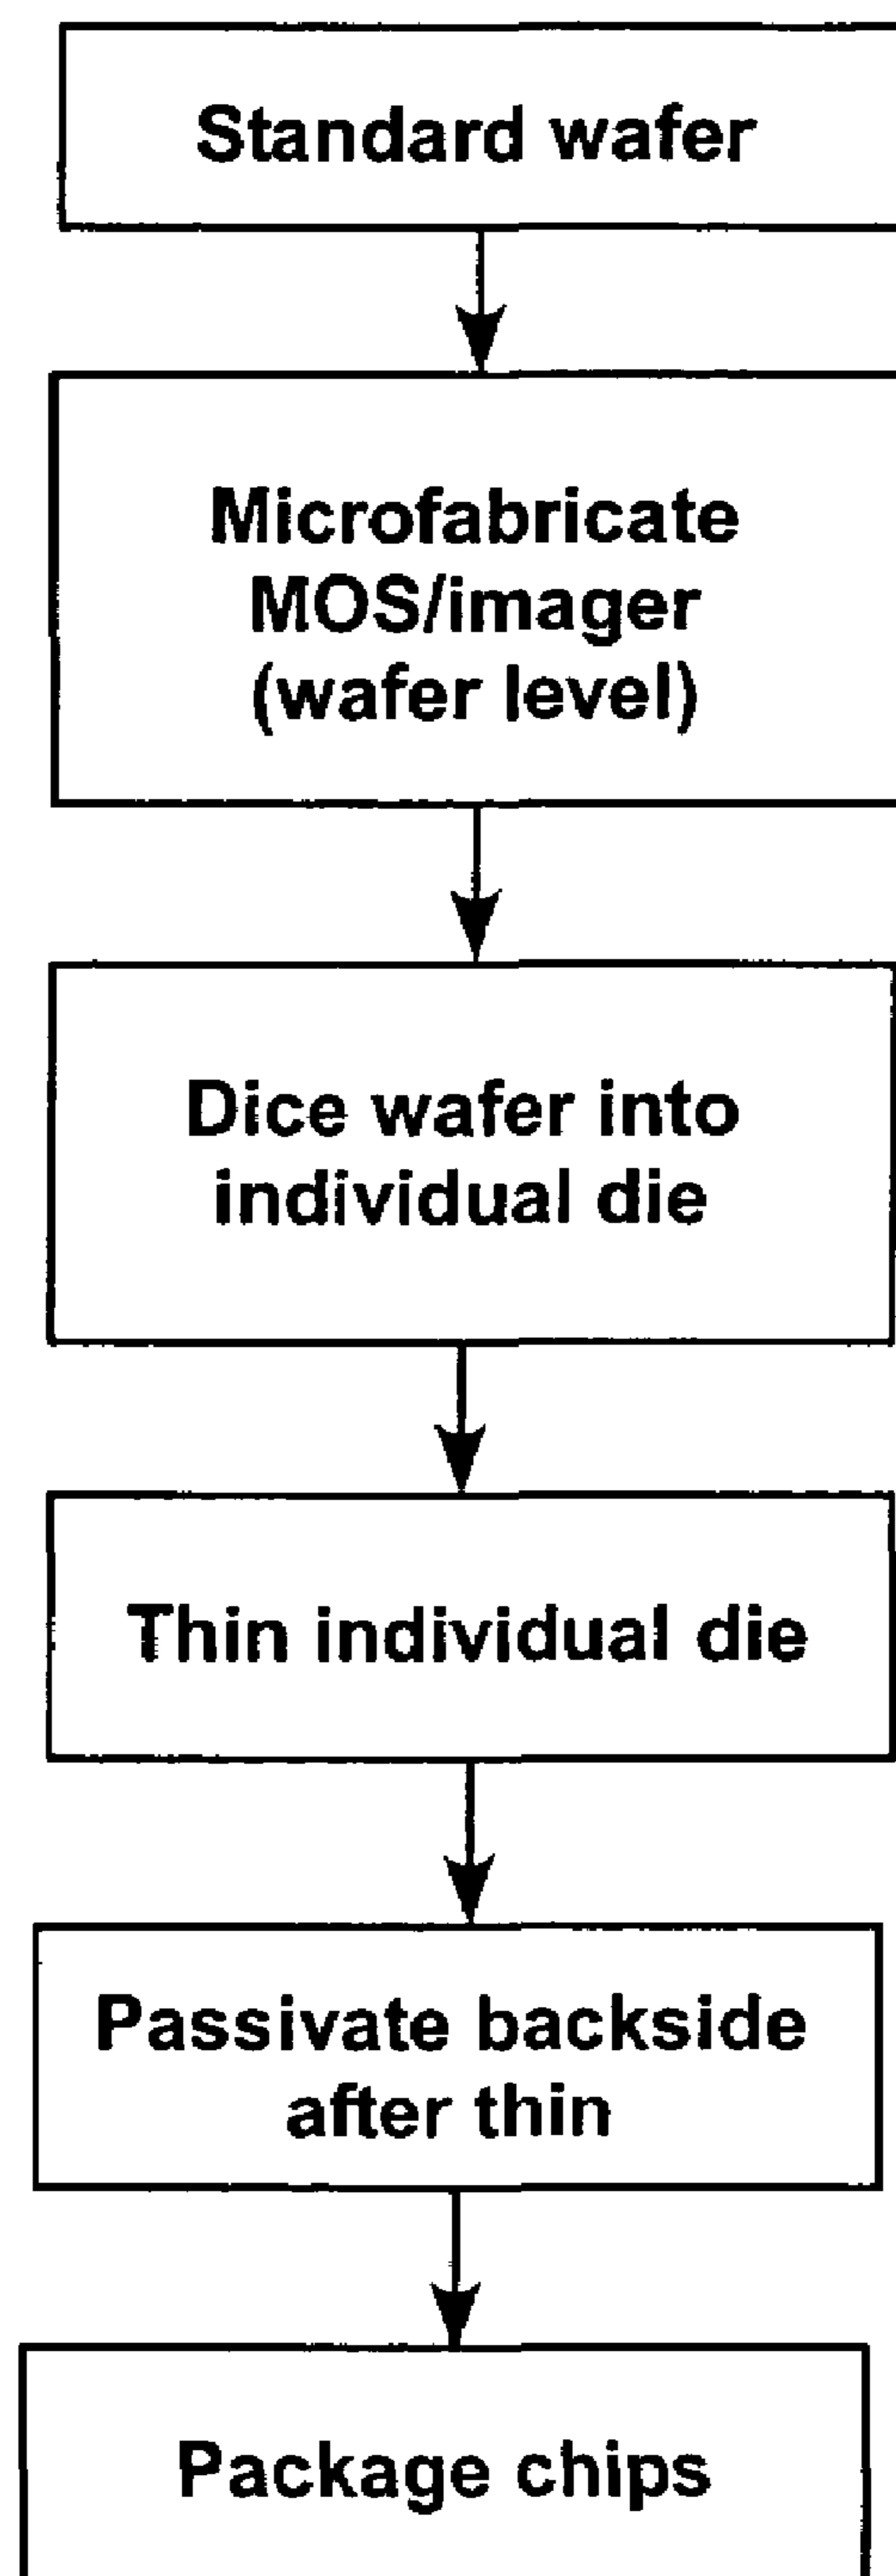 Standard wafer
Microfabricate
MOS/imager
(wafer level)
Dice wafer into
individual die
Thin individual die
Passivate backside
after thin
Package chips